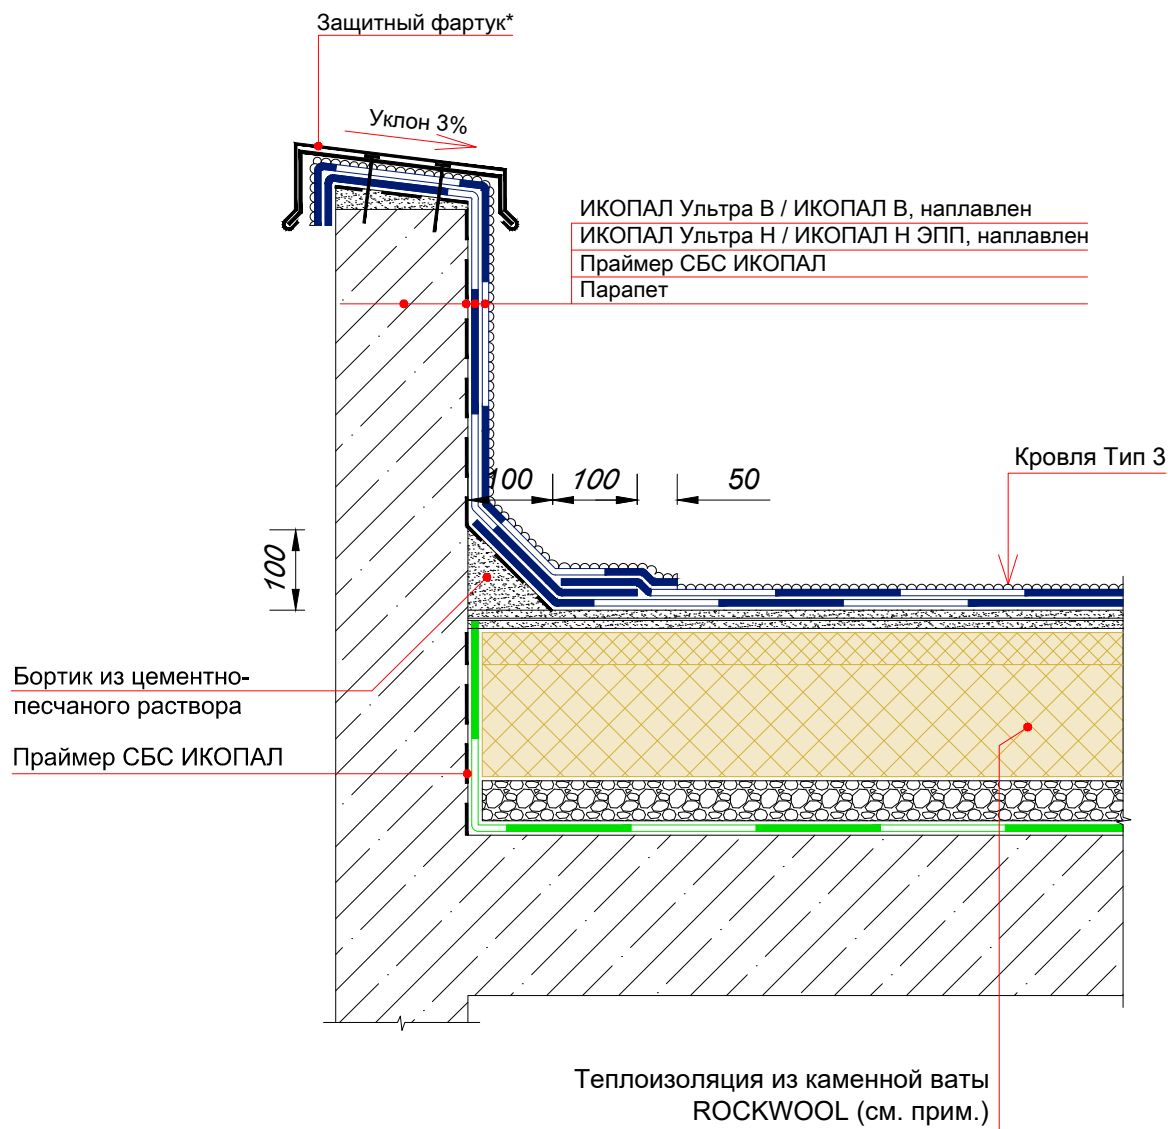 Защитный фартук*
Уклон 3%
ИКОПАЛ Ультра В / ИКОПАЛ В, наплавлен
ИКОПАЛ Ультра Н / ИКОПАЛ Н ЭПП, наплавлен
Праймер СБС ИКОПАЛ
Парапет
Кровля Тип 3
100
100
50
100
Бортик из цементно-
песчаного раствора
Праймер СБС ИКОПАЛ
Теплоизоляция из каменной ваты
ROCKWOOL (см. прим.)